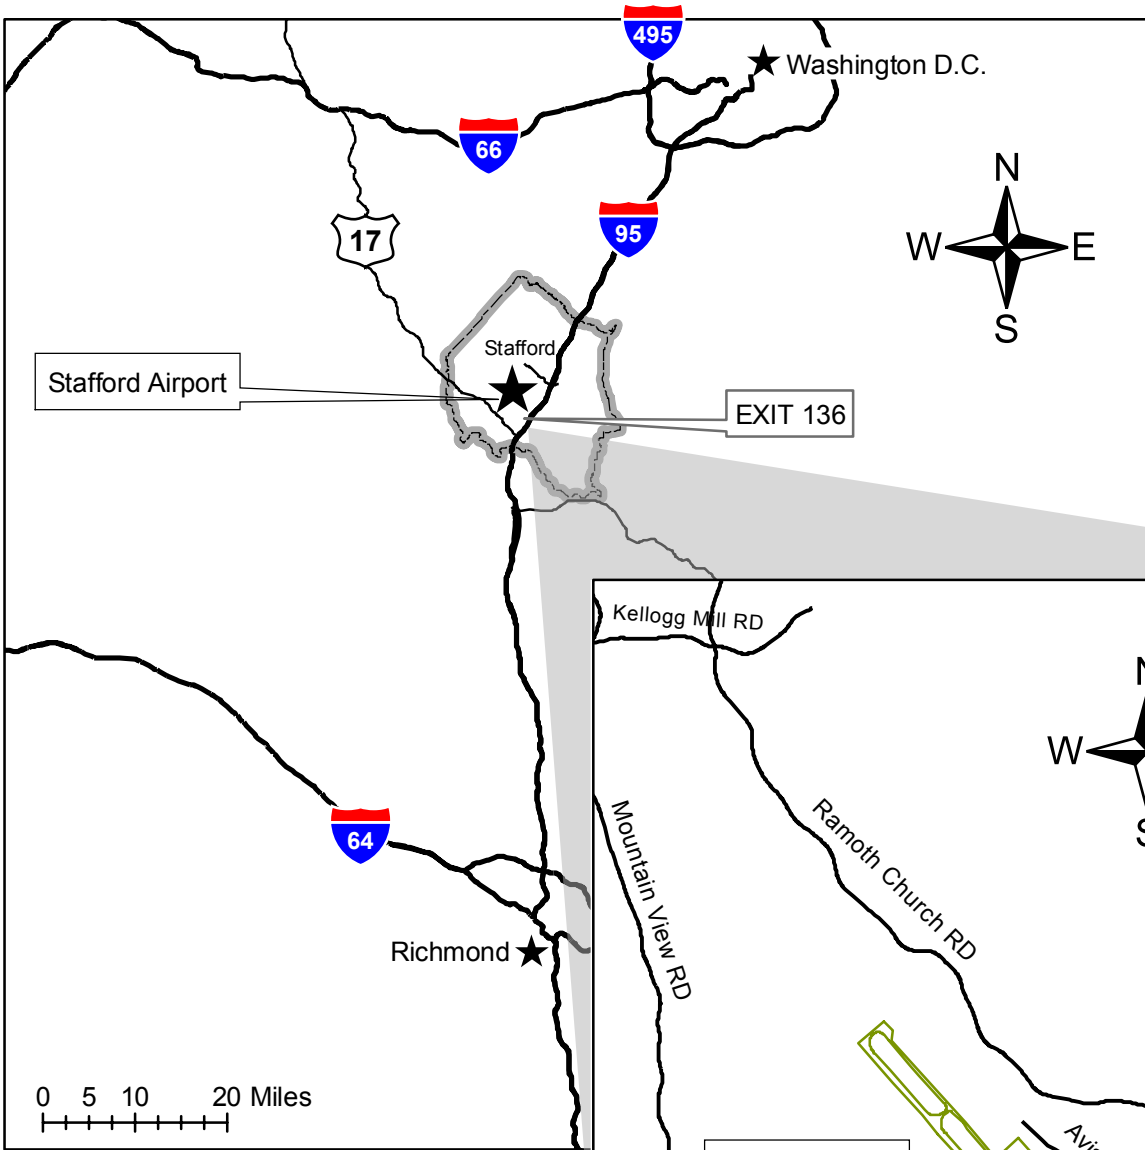 495
Washington D.C.
66
N
17
95
W
E
S
Stafford
Stafford Airport
EXIT 136
Kellogg Mill RD
W
Ramoth Church RD
Mountain View RD
64
Richmond
0 5 10 20 Miles